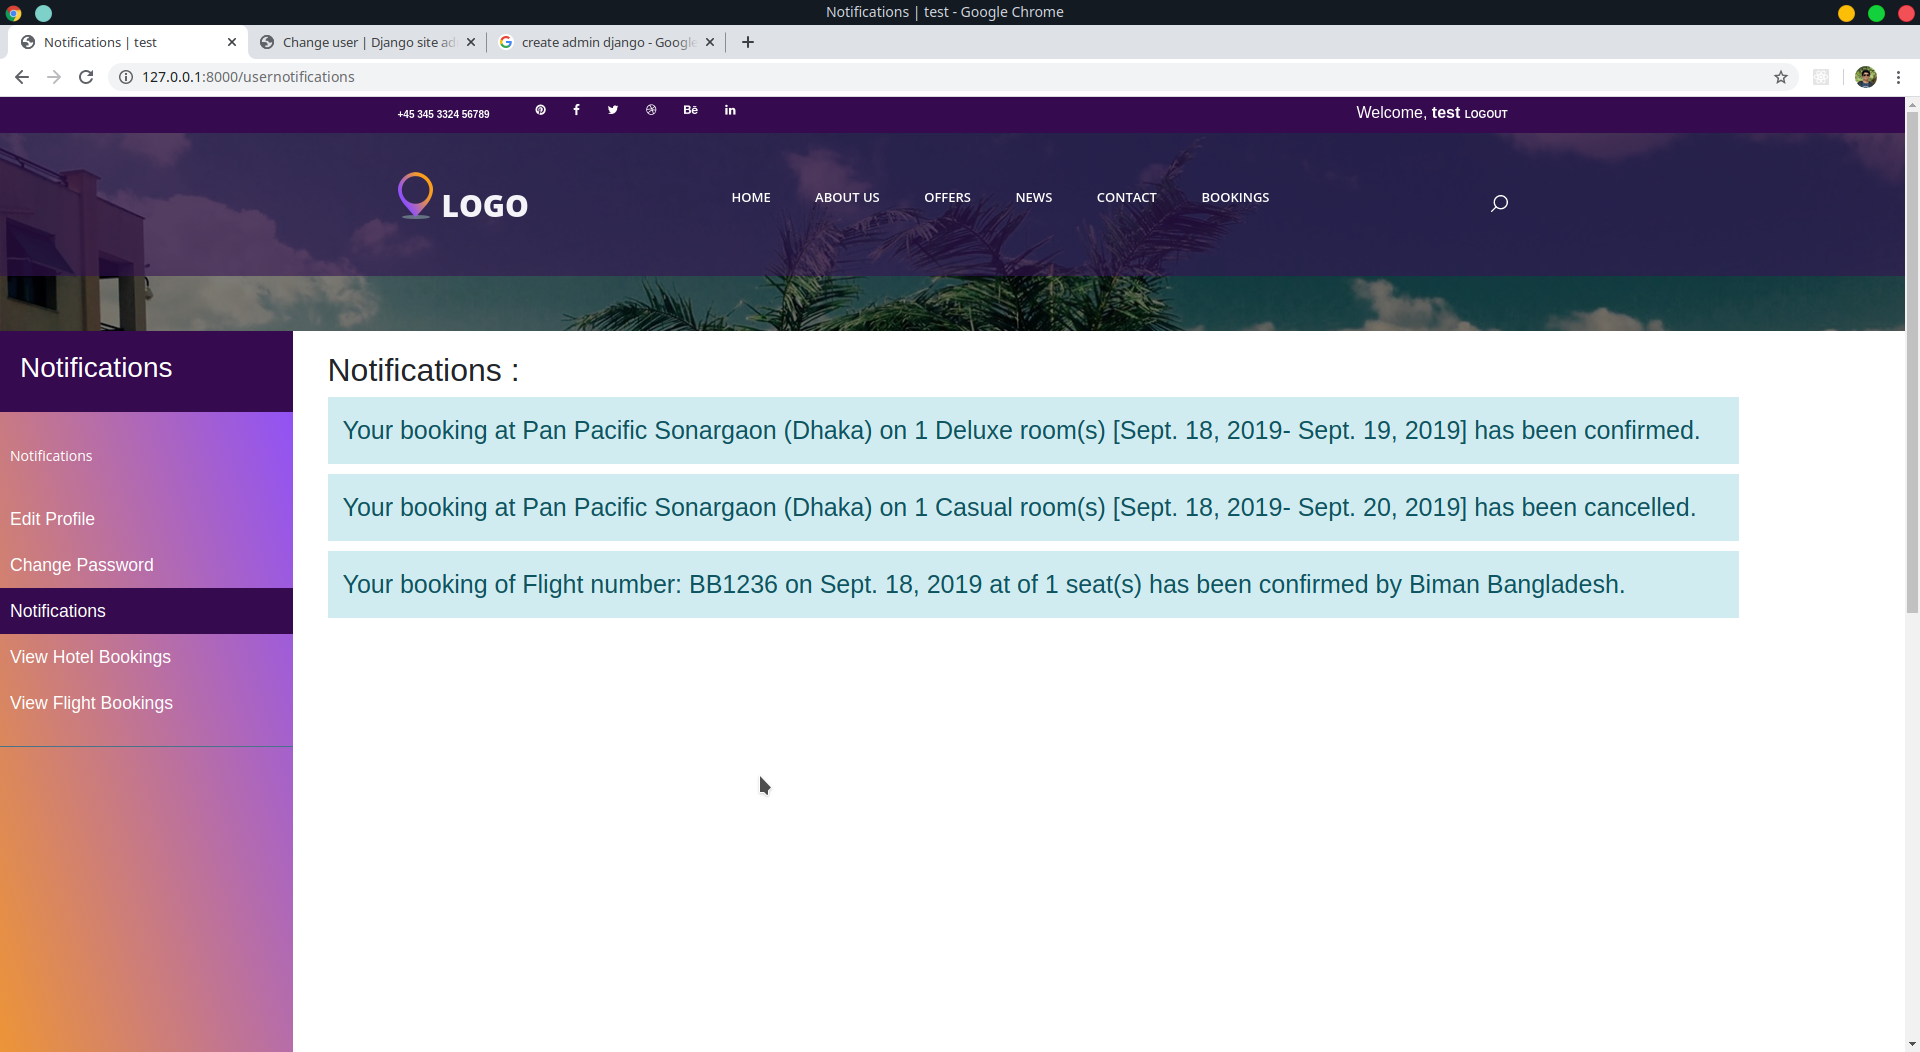 Notifications | test - Google Chrome
Notifications | test
Change user | Django site ad
create admin django - Google
127.0.0.1:8000/usernotifications
+45 345 3324 56789
Bē
in
Welcome, test LOGOUT
LOGO
HOME
ABOUT US
OFFERS
NEWS
CONTACT
BOOKINGS
Notifications
Notifications
Edit Profile
Change Password
Notifications
View Hotel Bookings
View Flight Bookings
Notifications :
Your booking at Pan Pacific Sonargaon (Dhaka) on 1 Deluxe room(s) [Sept. 18, 2019- Sept. 19, 2019] has been confirmed.
Your booking at Pan Pacific Sonargaon (Dhaka) on 1 Casual room(s) [Sept. 18, 2019- Sept. 20, 2019] has been cancelled.
Your booking of Flight number: BB1236 on Sept. 18, 2019 at of 1 seat(s) has been confirmed by Biman Bangladesh.